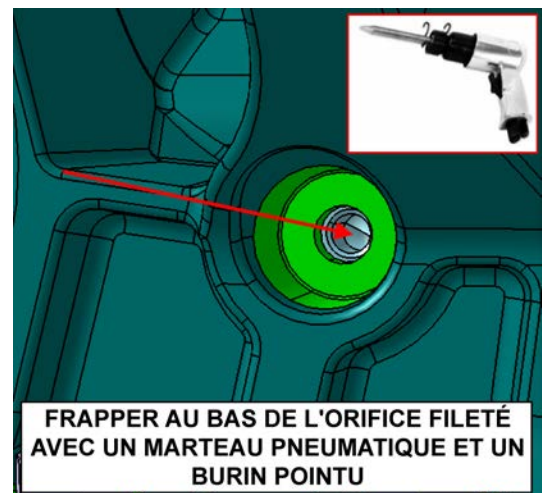 FRAPPER AU BAS DE L'ORIFICE FILETÉ
AVEC UN MARTEAU PNEUMATIQUE ET UN
BURIN POINTU